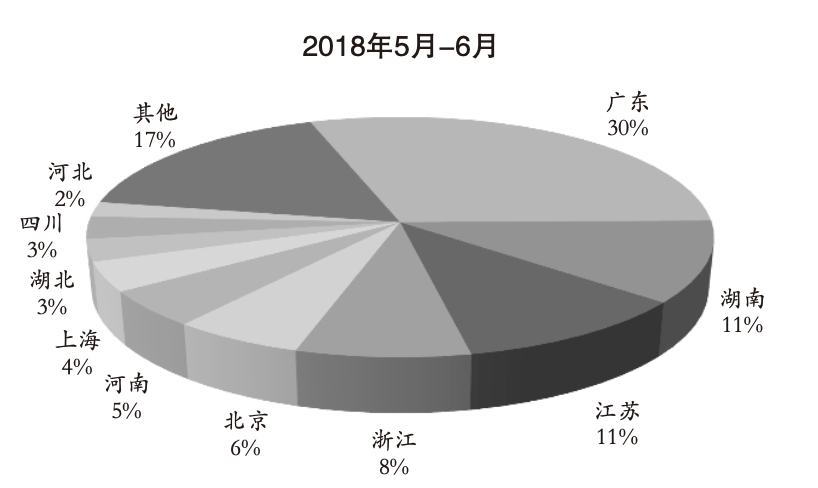 2018年5月–6月
广东
30%
湖南
11%
江苏
11%
浙江
8%
北京
6%
河南
5%
上海
4%
湖北
3%
四川
3%
河北
2%
其他
17%